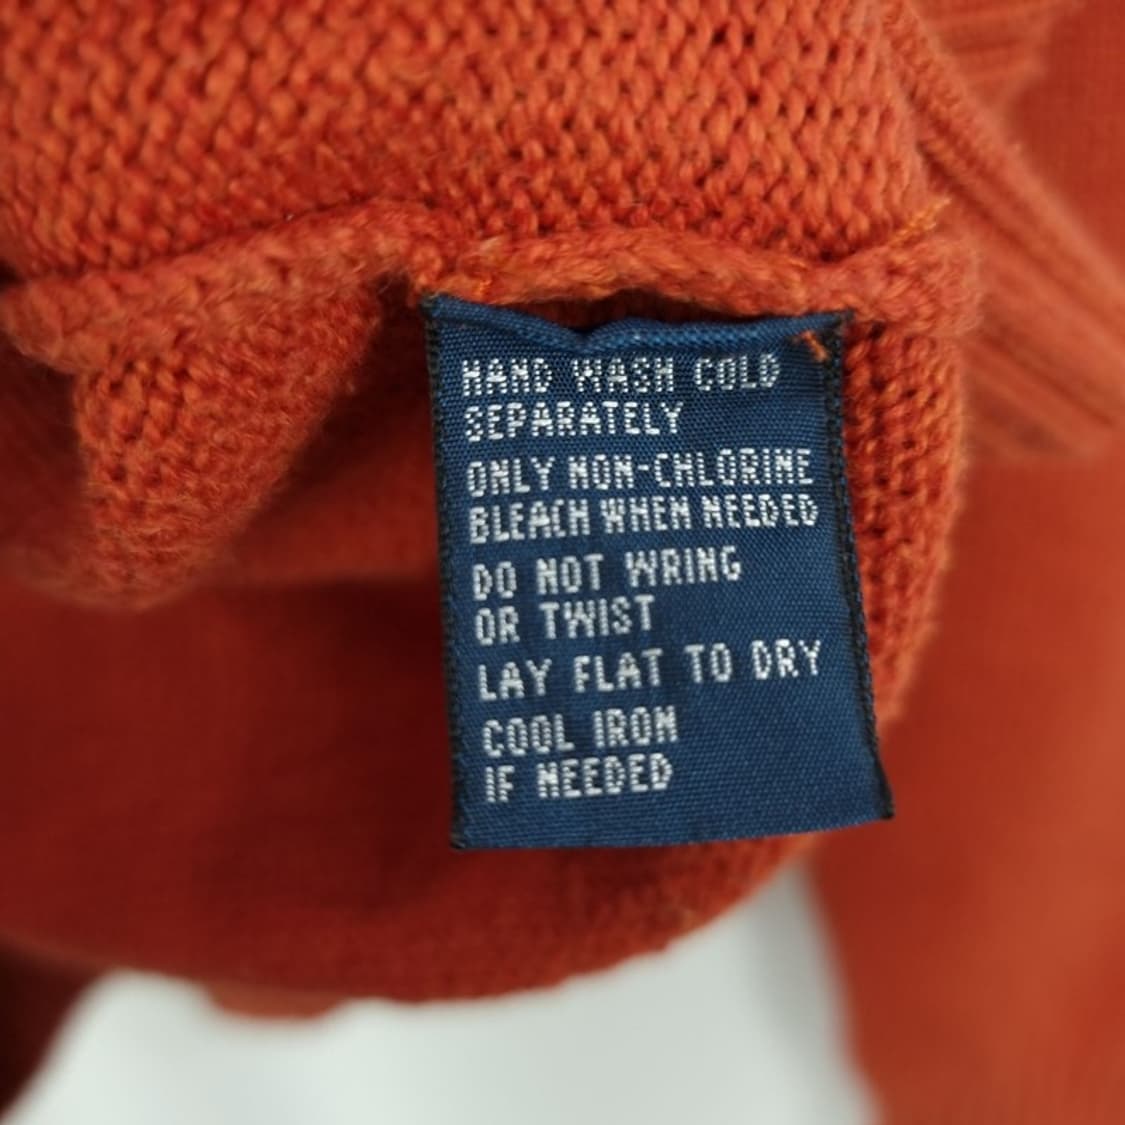 HAND WASH COLD
SEPARATELY
ONLY NON-CHLORINE
BLEACH WHEN NEEDED
DO NOT WRING
OR TWIST
LAY FLAT TO DRY
COOL IRON
IF NEEDED